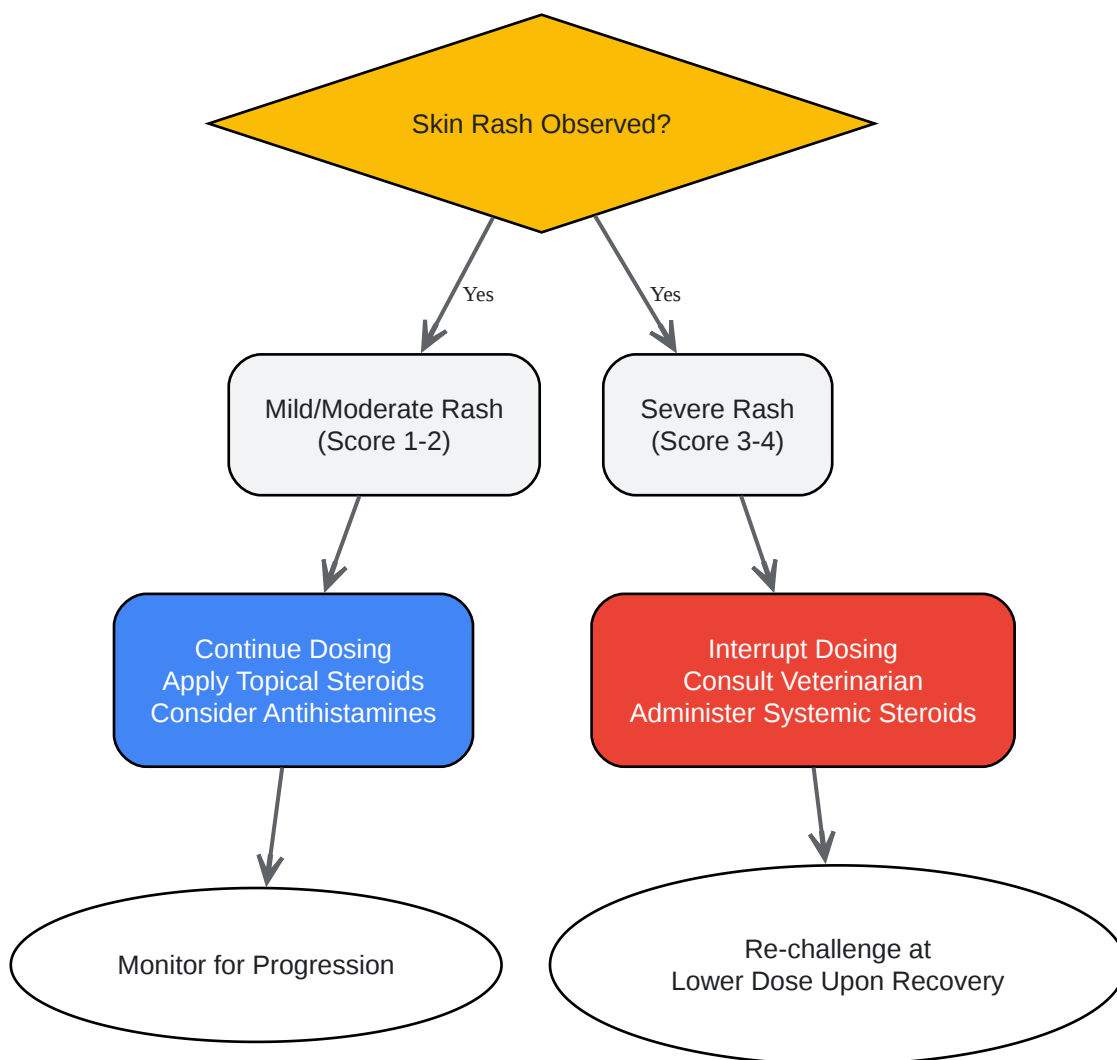 Skin Rash Observed?
Yes
Yes
Mild/Moderate Rash
(Score 1-2)
Severe Rash
(Score 3-4)
Continue Dosing
Apply Topical Steroids
Consider Antihistamines
Interrupt Dosing
Consult Veterinarian
Administer Systemic Steroids
Monitor for Progression
Re-challenge at
Lower Dose Upon Recovery